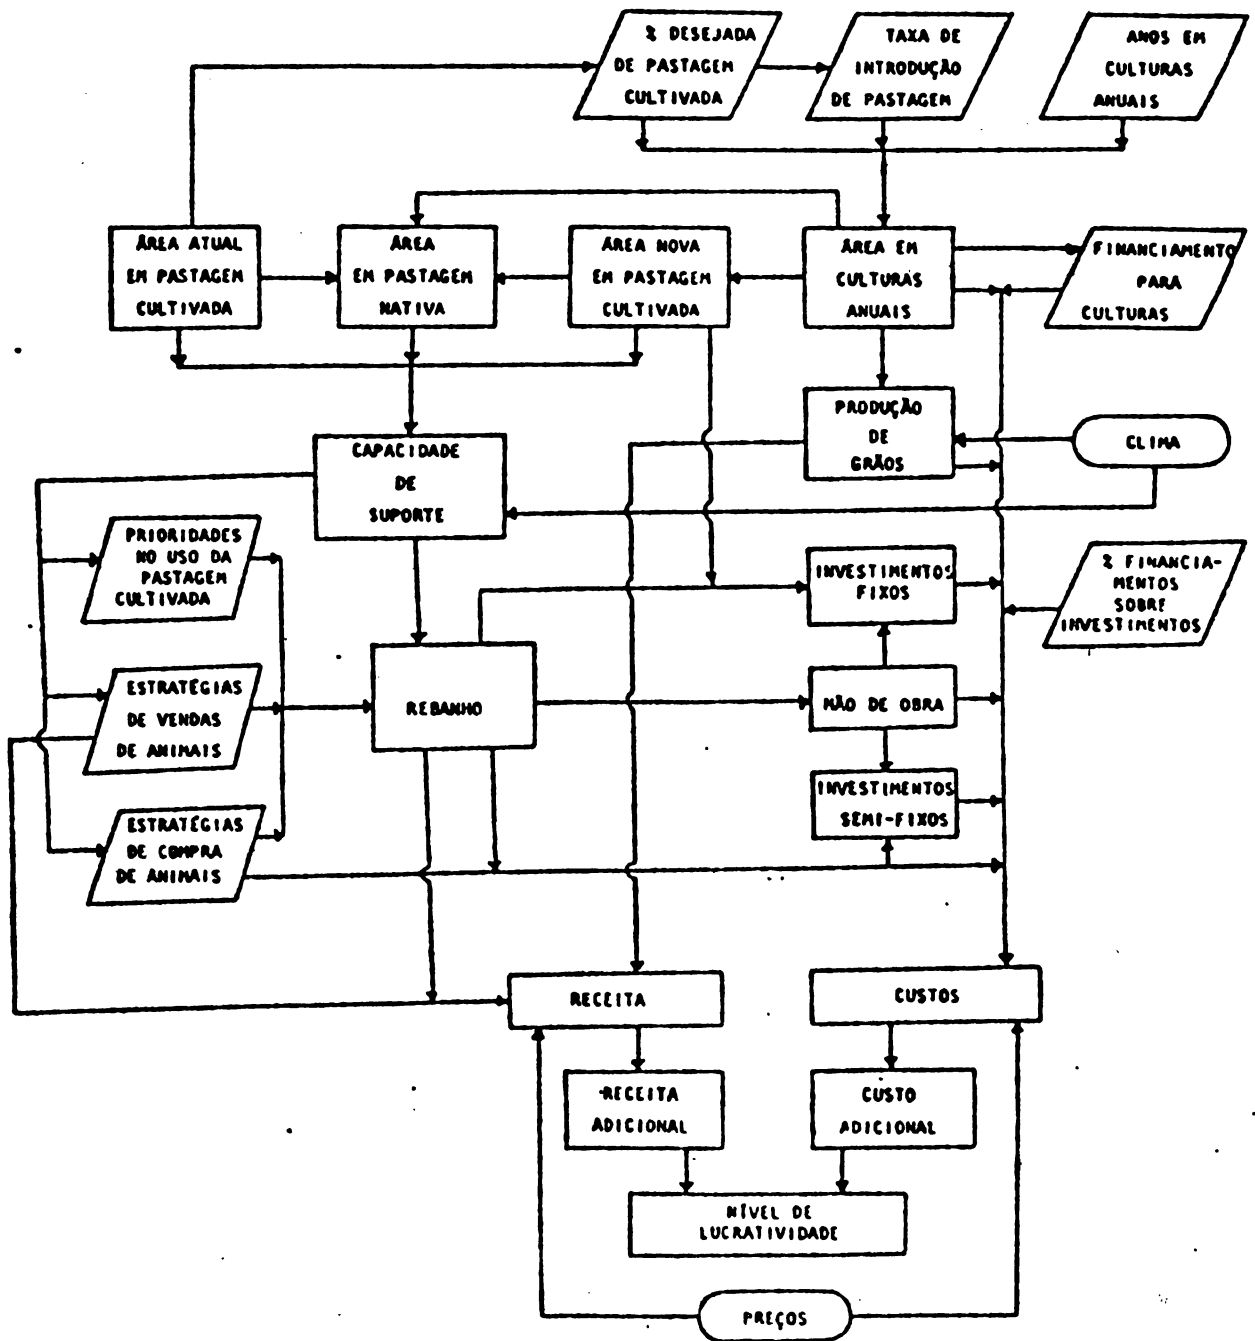 % DESEJADA
DE PASTAGEM
CULTIVADA
TAXA DE
INTRODUÇÃO
DE PASTAGEM
ANOS EM
CULTURAS
ANUAIS
ÁREA ATUAL
EM PASTAGEM
CULTIVADA
ÁREA
EM PASTAGEM
NATIVA
ÁREA NOVA
EM PASTAGEM
CULTIVADA
ÁREA EM
CULTURAS
ANUAIS
FINANCIAMENTO
PARA
CULTURAS
PRODUÇÃO
DE
GRÃOS
CLIMA
CAPACIDADE
DE
SUPORTE
PRIORIDADES
NO USO DA
PASTAGEM
CULTIVADA
INVESTIMENTOS
FIXOS
% FINANCIA-
MENTOS
SOBRE
INVESTIMENTOS
ESTRATÉGIAS
DE VENDAS
DE ANIMAIS
REBANHO
MÃO DE OBRA
INVESTIMENTOS
SEMI-FIXOS
ESTRATÉGIAS
DE COMPRA
DE ANIMAIS
RECEITA
CUSTOS
RECEITA
ADICIONAL
CUSTO
ADICIONAL
NÍVEL DE
LUCRATIVIDADE
PREÇOS